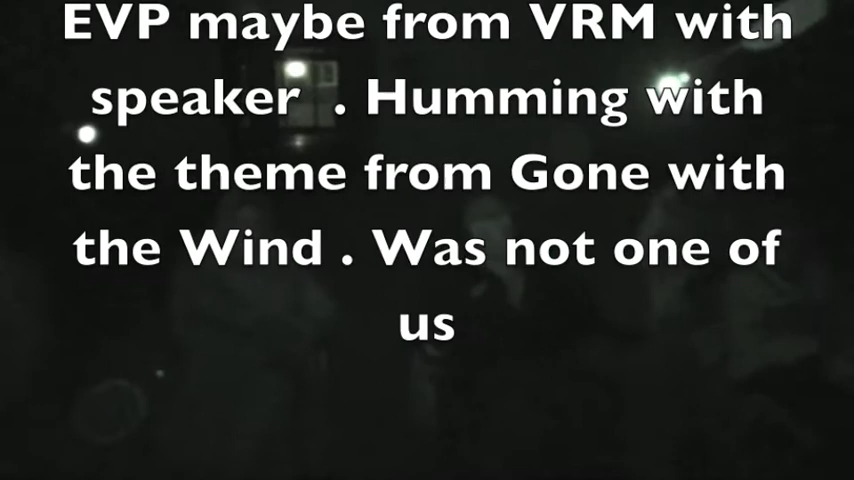 EVP maybe from VRM with
speaker . Humming with
the theme from Gone with
the Wind . Was not one of
us